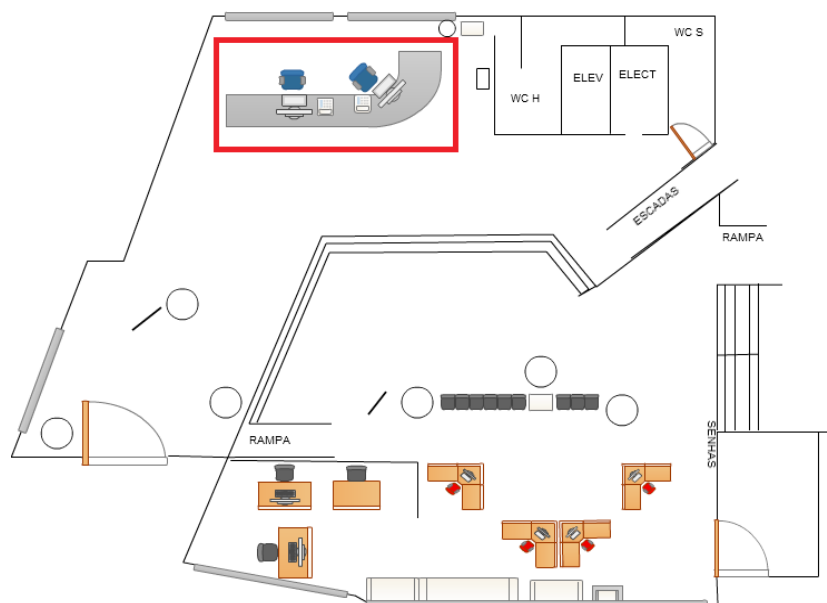 WC S
ELEV
ELECT
WC H
ESCADAS
RAMPA
RAMPA
SENHAS